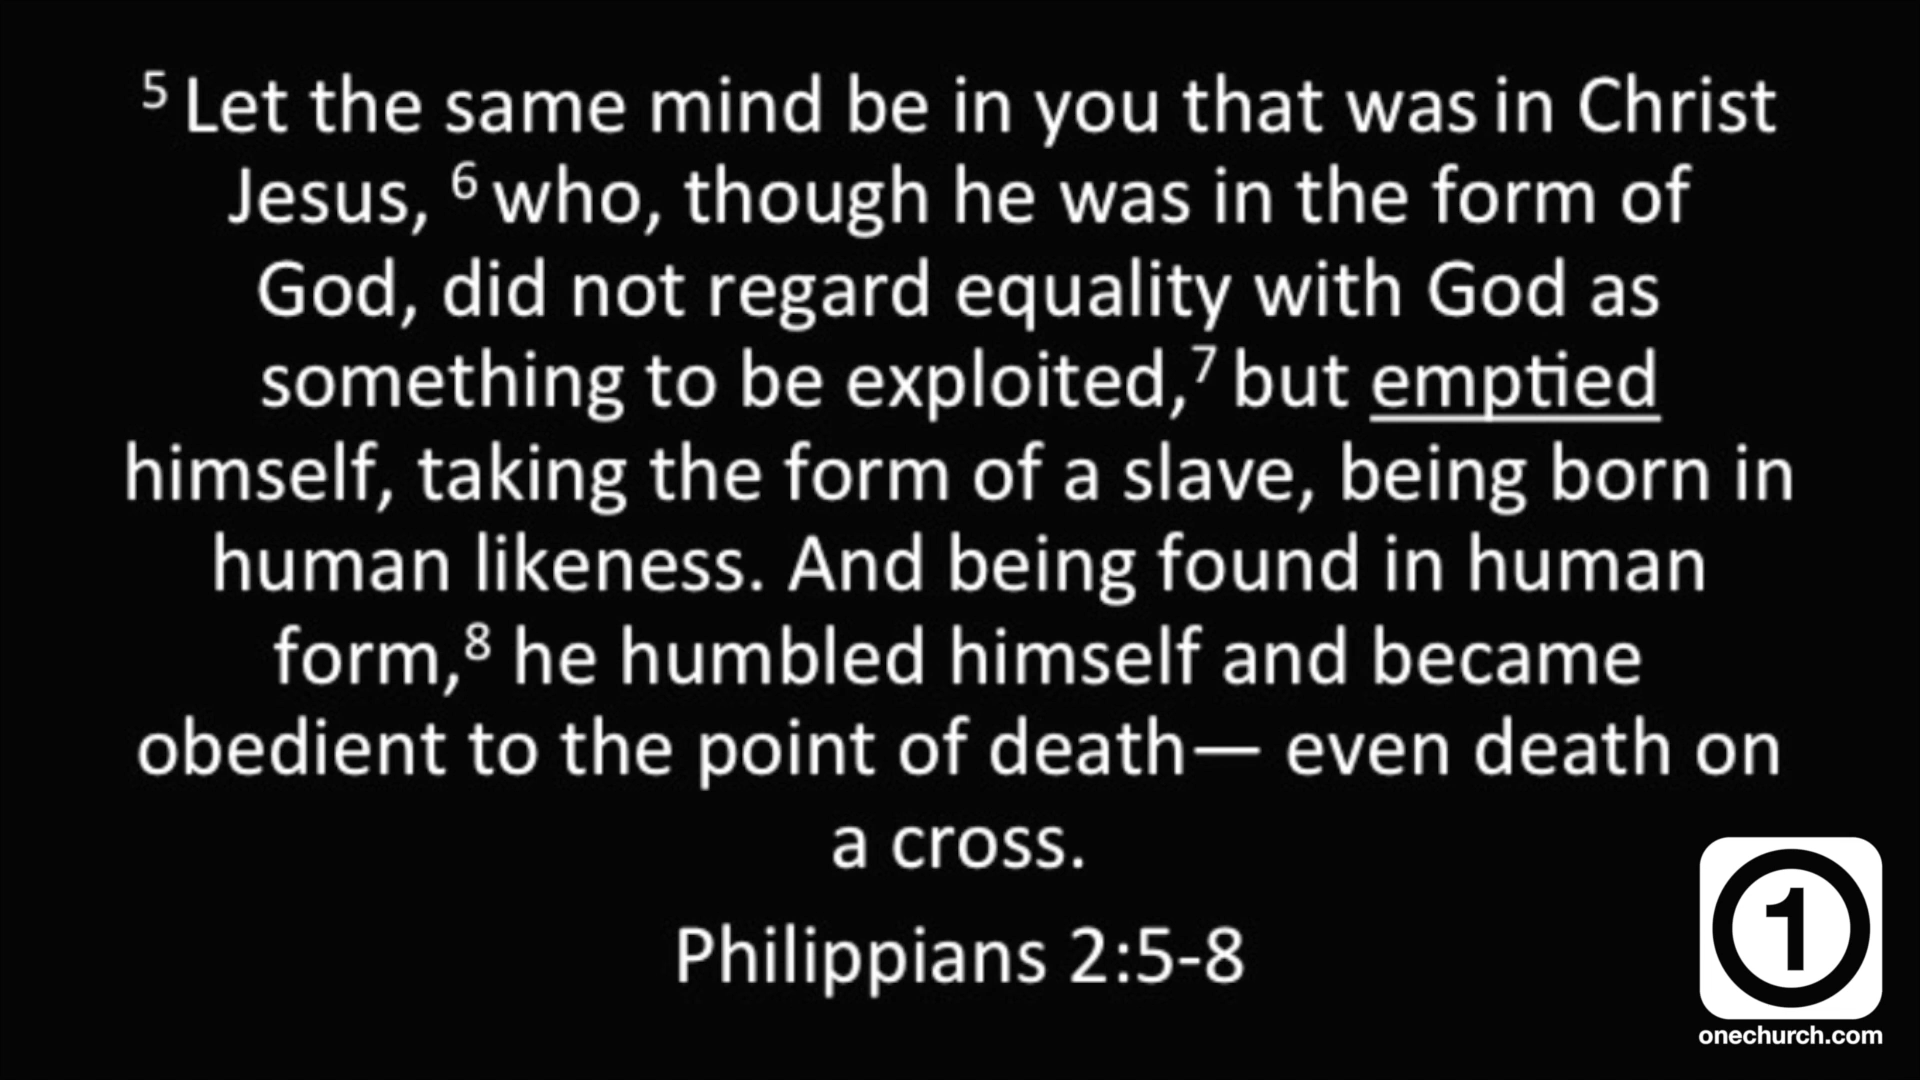 5 Let the same mind be in you that was in Christ
Jesus, 6 who, though he was in the form of
God, did not regard equality with God as
something to be exploited,7 but emptied
himself, taking the form of a slave, being born in
human likeness. And being found in human
form,8 he humbled himself and became
obedient to the point of death— even death on
a cross.
Philippians 2:5-8
1
onechurch.com